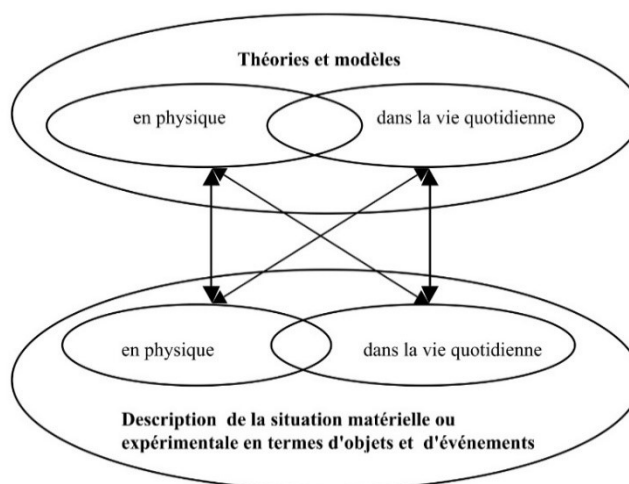 Théories et modèles
en physique
dans la vie quotidienne
en physique
dans la vie quotidienne
Description de la situation matérielle ou
expérimentale en termes d'objets et d'événements